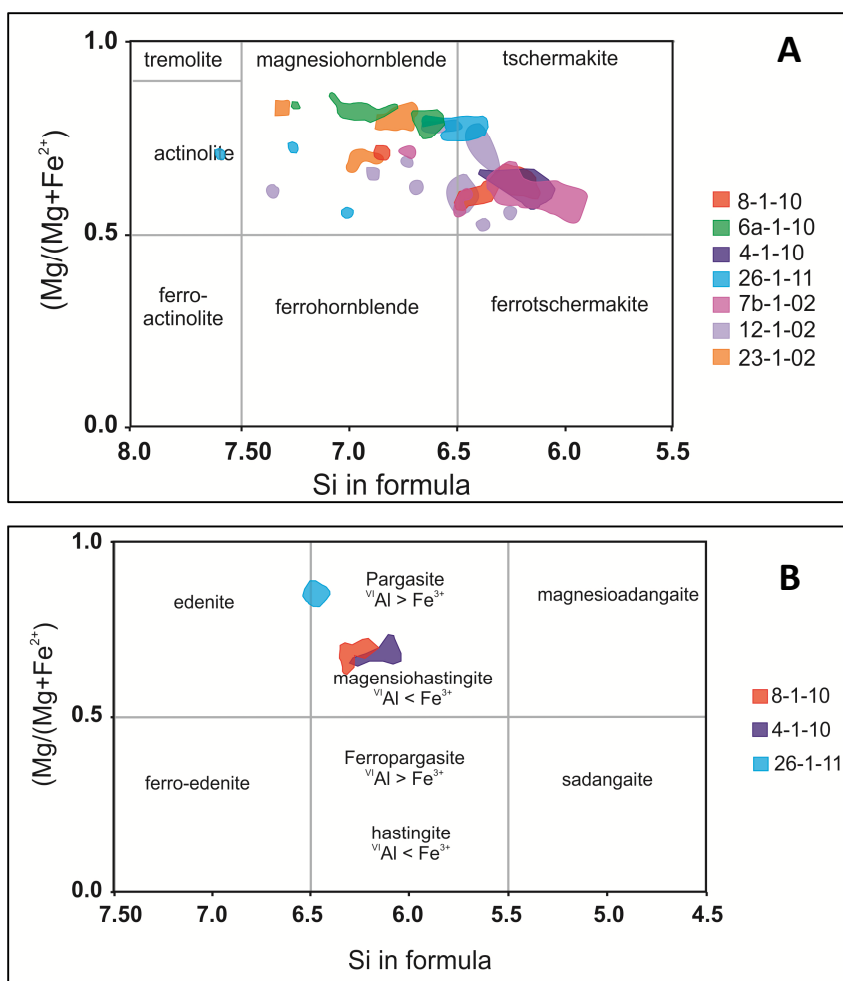 A
1.0
tremolite
magnesiohornblende
tschermakite
actinolite
(Mg/(Mg+Fe²⁺)
0.5
ferro-
actinolite
ferrohornblende
ferrotschermakite
0.0
8.0
7.50
7.0
6.5
6.0
5.5
Si in formula
8-1-10
6a-1-10
4-1-10
26-1-11
7b-1-02
12-1-02
23-1-02
B
1.0
edenite
Pargasite
ⱽᴵAl > Fe³⁺
magnesioadangaite
magensiohastingite
ⱽᴵAl < Fe³⁺
(Mg/(Mg+Fe²⁺)
0.5
ferro-edenite
Ferropargasite
ⱽᴵAl > Fe³⁺
sadangaite
hastingite
ⱽᴵAl < Fe³⁺
0.0
7.50
7.0
6.5
6.0
5.5
5.0
4.5
Si in formula
8-1-10
4-1-10
26-1-11